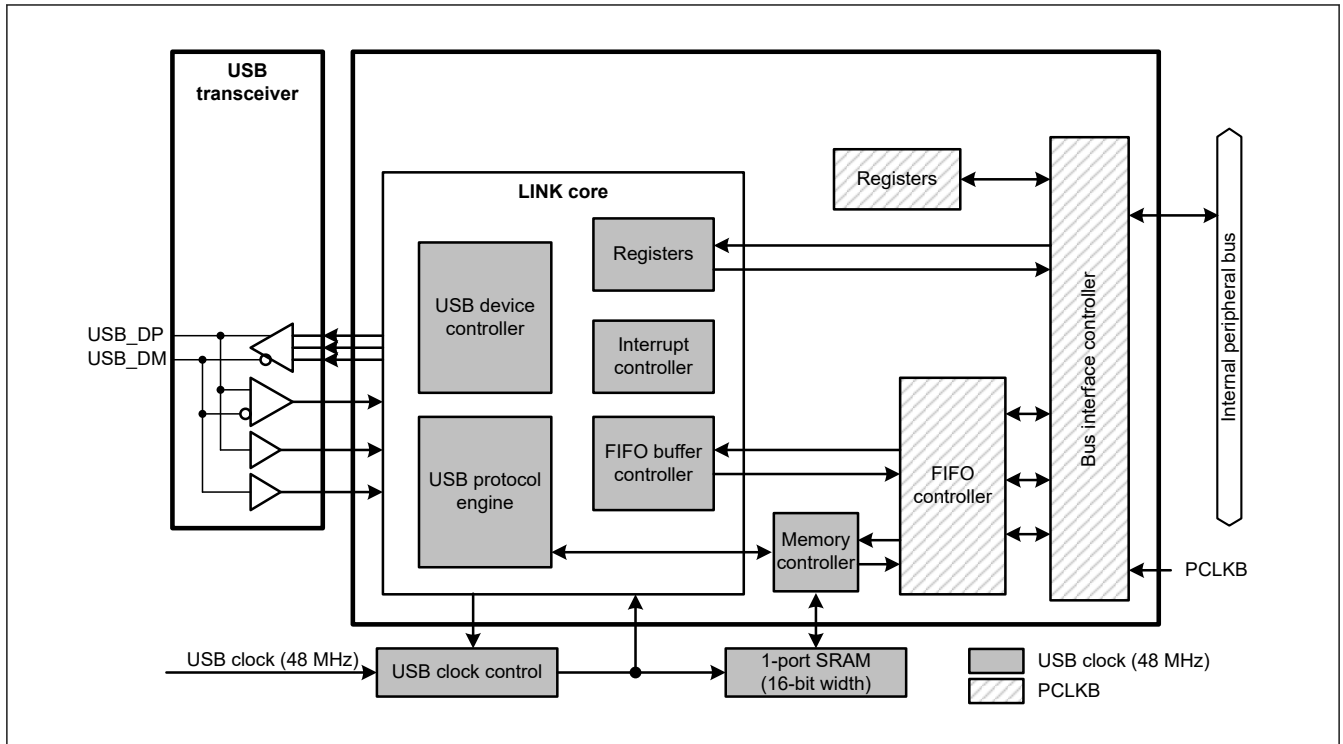 USB
transceiver
LINK core
Registers
Registers
USB device
controller
Interrupt
controller
USB_DP
USB_DM
FIFO buffer
controller
USB protocol
engine
FIFO
controller
Memory
controller
Bus interface controller
Internal peripheral bus
PCLKB
USB clock (48 MHz)
USB clock control
1-port SRAM
(16-bit width)
USB clock (48 MHz)
PCLKB